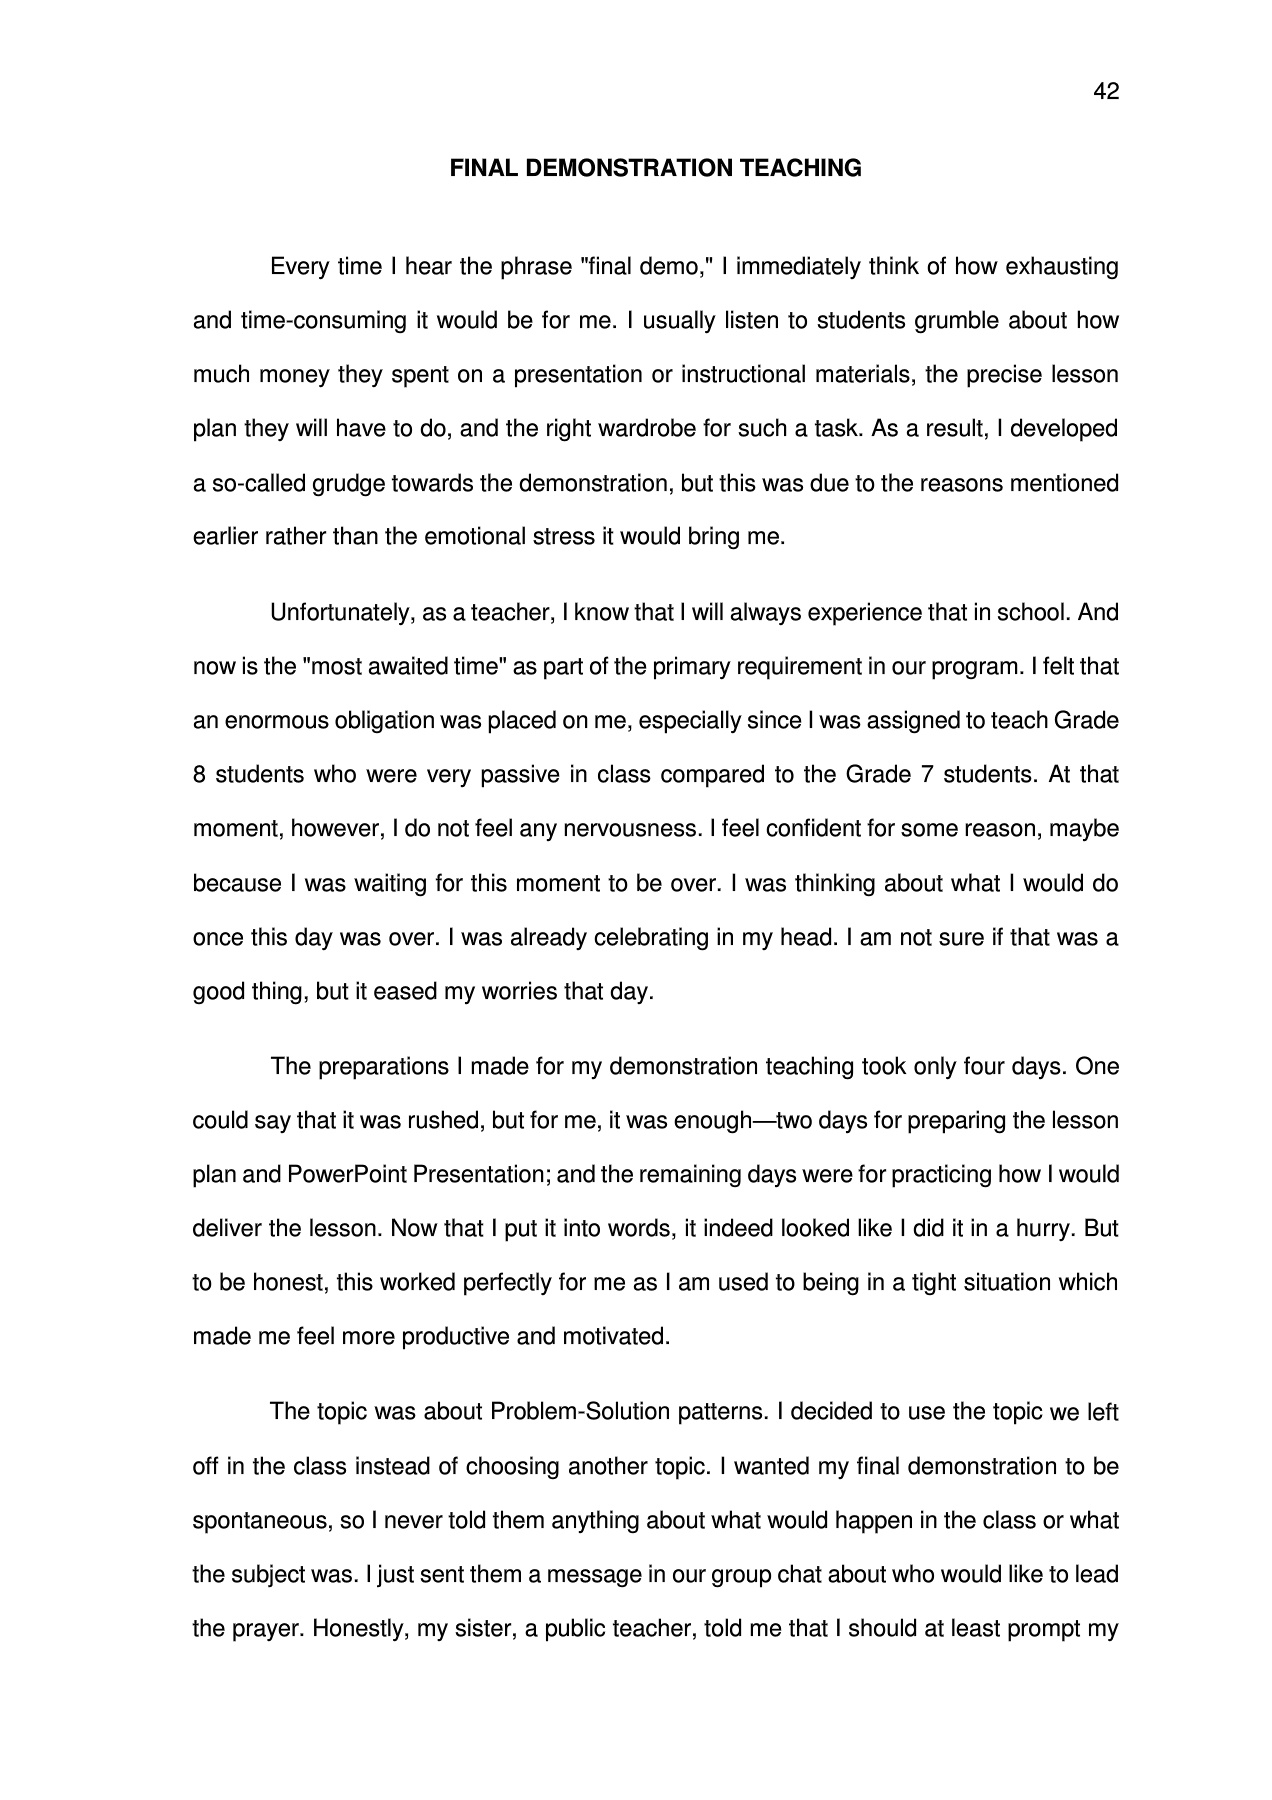 42
FINAL DEMONSTRATION TEACHING
Every time I hear the phrase "final demo," I immediately think of how exhausting
and time-consuming it would be for me. I usually listen to students grumble about how
much money they spent on a presentation or instructional materials, the precise lesson
plan they will have to do, and the right wardrobe for such a task. As a result, I developed
a so-called grudge towards the demonstration, but this was due to the reasons mentioned
earlier rather than the emotional stress it would bring me.
Unfortunately, as a teacher, I know that I will always experience that in school. And
now is the "most awaited time" as part of the primary requirement in our program. I felt that
an enormous obligation was placed on me, especially since I was assigned to teach Grade
8 students who were very passive in class compared to the Grade 7 students. At that
moment, however, I do not feel any nervousness. I feel confident for some reason, maybe
because I was waiting for this moment to be over. I was thinking about what I would do
once this day was over. I was already celebrating in my head. I am not sure if that was a
good thing, but it eased my worries that day.
The preparations I made for my demonstration teaching took only four days. One
could say that it was rushed, but for me, it was enough—two days for preparing the lesson
plan and PowerPoint Presentation; and the remaining days were for practicing how I would
deliver the lesson. Now that I put it into words, it indeed looked like I did it in a hurry. But
to be honest, this worked perfectly for me as I am used to being in a tight situation which
made me feel more productive and motivated.
The topic was about Problem-Solution patterns. I decided to use the topic we left
off in the class instead of choosing another topic. I wanted my final demonstration to be
spontaneous, so I never told them anything about what would happen in the class or what
the subject was. I just sent them a message in our group chat about who would like to lead
the prayer. Honestly, my sister, a public teacher, told me that I should at least prompt my